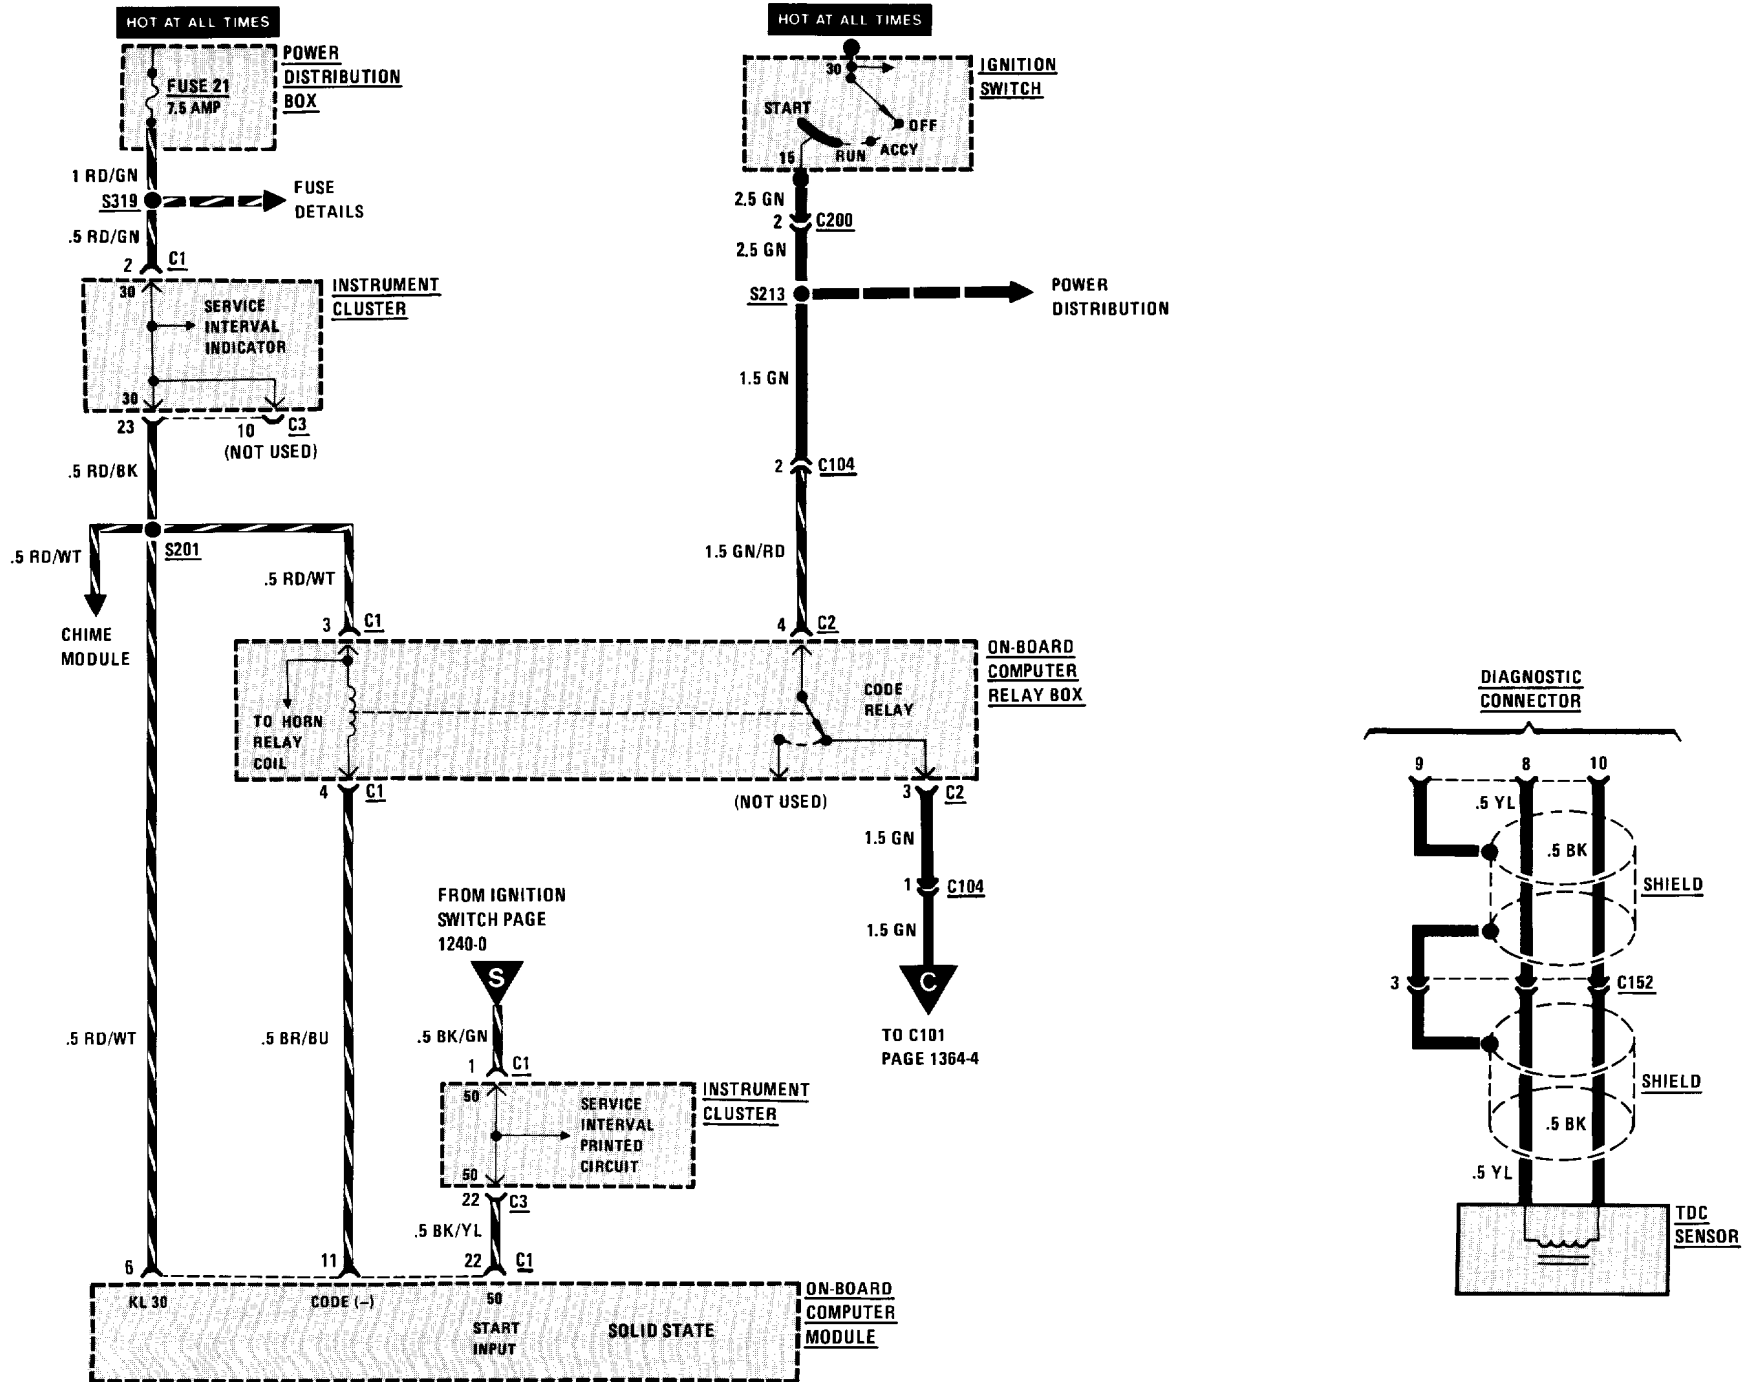 HOT AT ALL TIMES
POWER
DISTRIBUTION
BOX
FUSE 21
7.5 AMP
1 RD/GN
S319
FUSE
DETAILS
.5 RD/GN
2
C1
30
SERVICE
INTERVAL
INDICATOR
INSTRUMENT
CLUSTER
30
23
10
C3
(NOT USED)
.5 RD/BK
S201
.5 RD/WT
CHIME
MODULE
.5 RD/WT
3
C1
HOT AT ALL TIMES
IGNITION
SWITCH
30
START
OFF
ACCY
RUN
15
2.5 GN
2
C200
2.5 GN
S213
POWER
DISTRIBUTION
1.5 GN
2
C104
1.5 GN/RD
4
C2
ON-BOARD
COMPUTER
RELAY BOX
CODE
RELAY
TO HORN
RELAY
COIL
4
C1
(NOT USED)
3
C2
1.5 GN
1
C104
1.5 GN
C
TO C101
PAGE 1364-4
FROM IGNITION
SWITCH PAGE
1240-0
S
.5 RD/WT
.5 BR/BU
.5 BK/GN
1
C1
50
SERVICE
INTERVAL
PRINTED
CIRCUIT
50
INSTRUMENT
CLUSTER
22
C3
.5 BK/YL
6
11
22
C1
KL 30
CODE (–)
50
START
INPUT
SOLID STATE
ON-BOARD
COMPUTER
MODULE
DIAGNOSTIC
CONNECTOR
9
8
10
.5 YL
.5 BK
SHIELD
3
C152
SHIELD
.5 BK
.5 YL
TDC
SENSOR